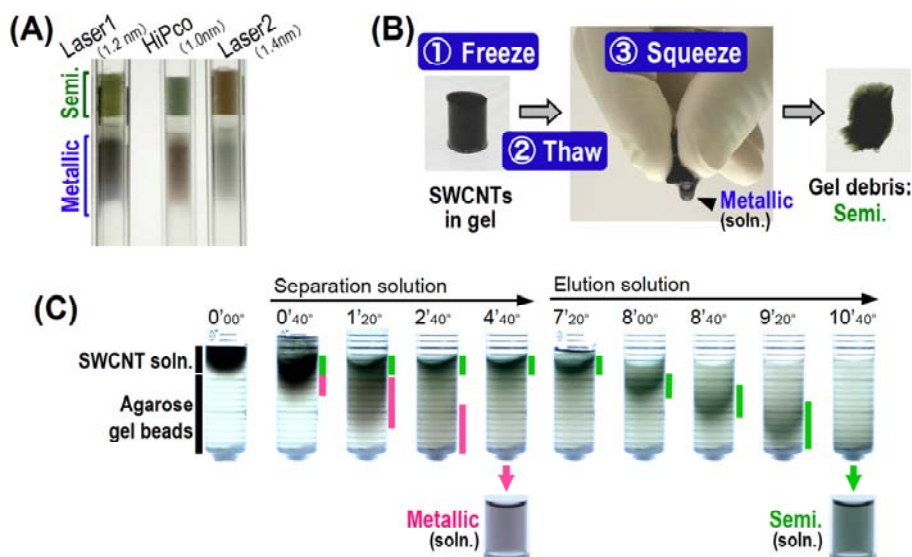 (A)
Laser1
(1.2 nm)
HiPco
(1.0nm)
Laser2
(1.4nm)
Semi.
Metallic
(B)
① Freeze
③ Squeeze
② Thaw
SWCNTs
in gel
Metallic
(soln.)
Gel debris:
Semi.
(C)
Separation solution
Elution solution
0'00" 0'40" 1'20" 2'40" 4'40" 7'20" 8'00" 8'40" 9'20" 10'40"
SWCNT soln.
Agarose
gel beads
Metallic
(soln.)
Semi.
(soln.)